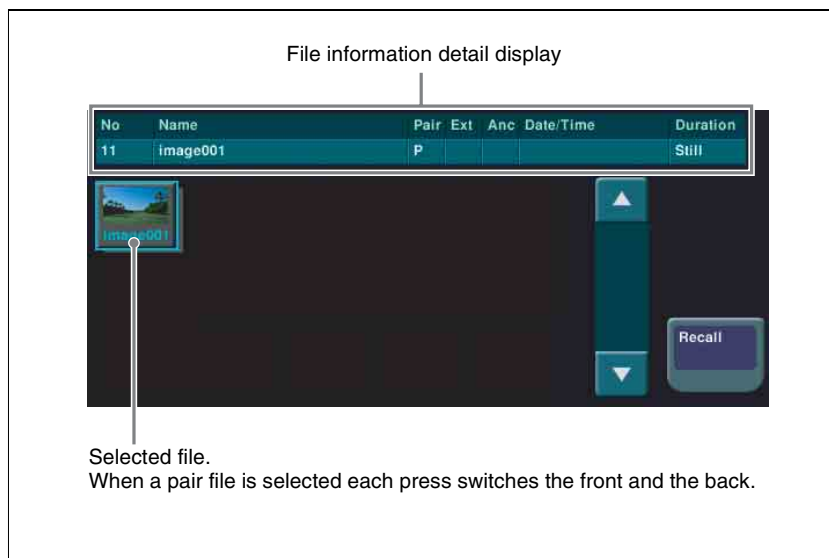 File information detail display
No Name Pair Ext Anc Date/Time Duration
11 image001 P Still
image001
Recall
Selected file.
When a pair file is selected each press switches the front and the back.